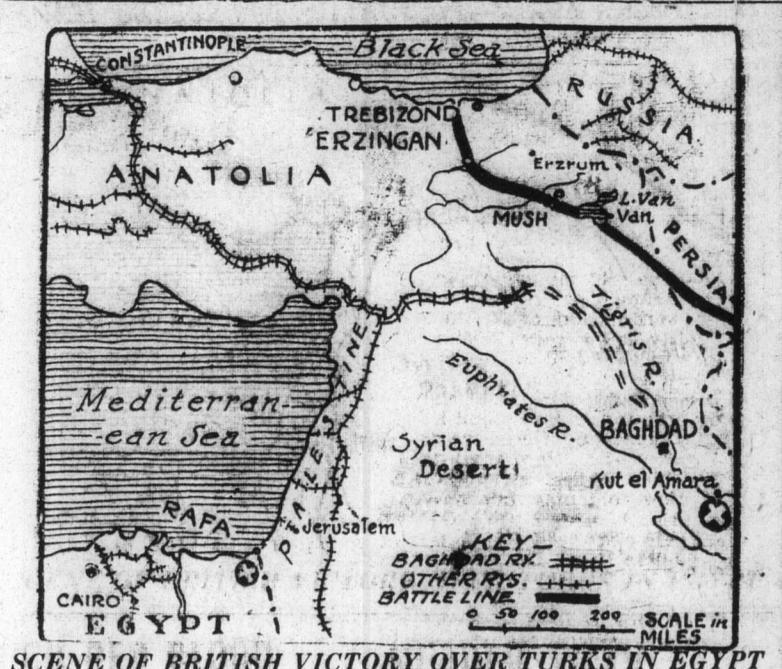 CONSTANTINOPLE
Black Sea
RUSSIA
TREBIZOND
ERZINGAN
Erzrum
ANATOLIA
L. Van
Van
MUSH
PERSIA
Tigris R.
PALESTINE
Euphrates R.
Mediterran-
ean Sea
BAGHDAD
Syrian
Desert
Kut el Amara
RAFA
Jerusalem
CAIRO
EGYPT
KEY
BAGHDAD RY.
OTHER RYS.
BATTLE LINE
0 50 100 200
SCALE in
MILES
SCENE OF BRITISH VICTORY OVER TURKS IN EGYPT